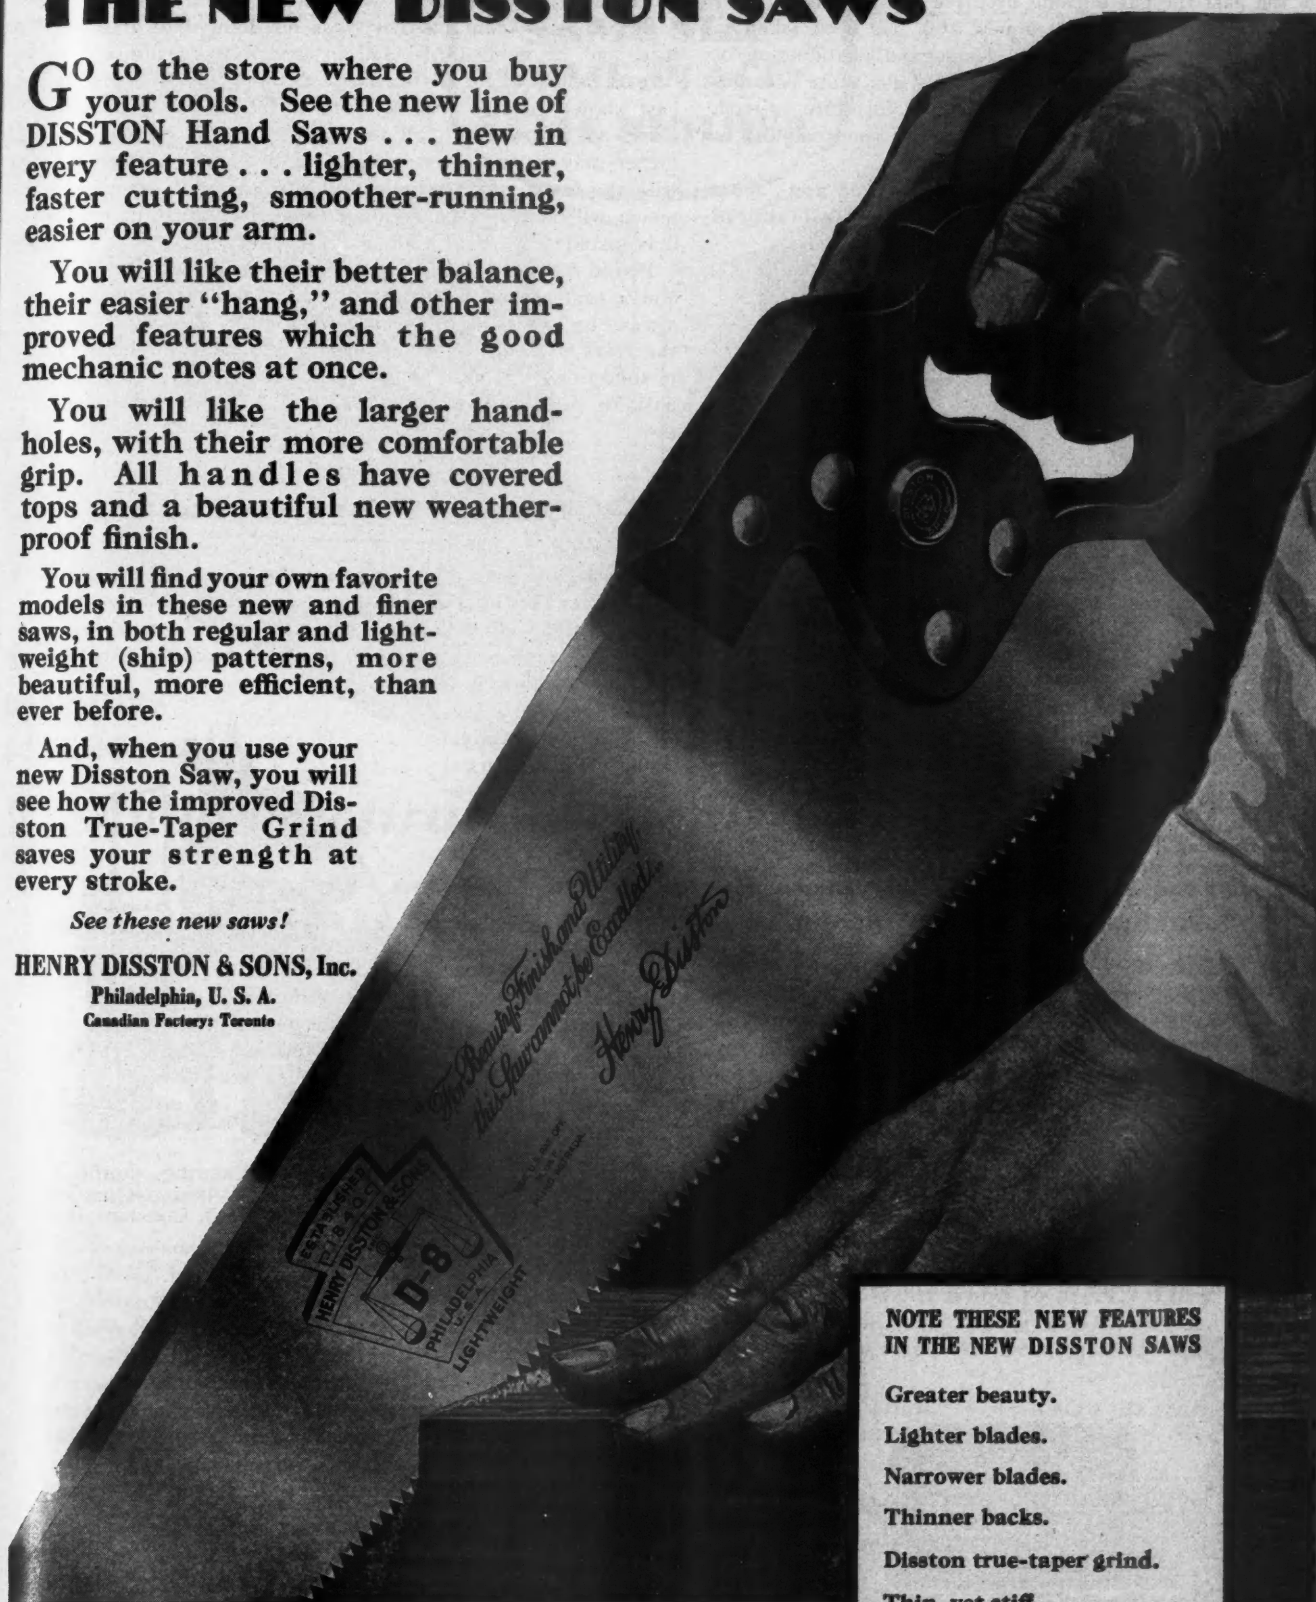 THE NEW DISSTON SAWS
GO to the store where you buy
your tools. See the new line of
DISSTON Hand Saws . . . new in
every feature . . . lighter, thinner,
faster cutting, smoother-running,
easier on your arm.
You will like their better balance,
their easier “hang,” and other im-
proved features which the good
mechanic notes at once.
You will like the larger hand-
holes, with their more comfortable
grip. All handles have covered
tops and a beautiful new weather-
proof finish.
You will find your own favorite
models in these new and finer
saws, in both regular and light-
weight (ship) patterns, more
beautiful, more efficient, than
ever before.
And, when you use your
new Disston Saw, you will
see how the improved Dis-
ston True-Taper Grind
saves your strength at
every stroke.
See these new saws!
HENRY DISSTON & SONS, Inc.
Philadelphia, U. S. A.
Canadian Factory: Toronto
"For Beauty, Finish and Utility,
this Saw cannot be Excelled."
Henry Disston
ESTABLISHED
1840
HENRY DISSTON & SONS
D-8
PHILADELPHIA
U.S.A.
LIGHTWEIGHT
NOTE THESE NEW FEATURES
IN THE NEW DISSTON SAWS
Greater beauty.
Lighter blades.
Narrower blades.
Thinner backs.
Disston true-taper grind.
Thin, yet stiff